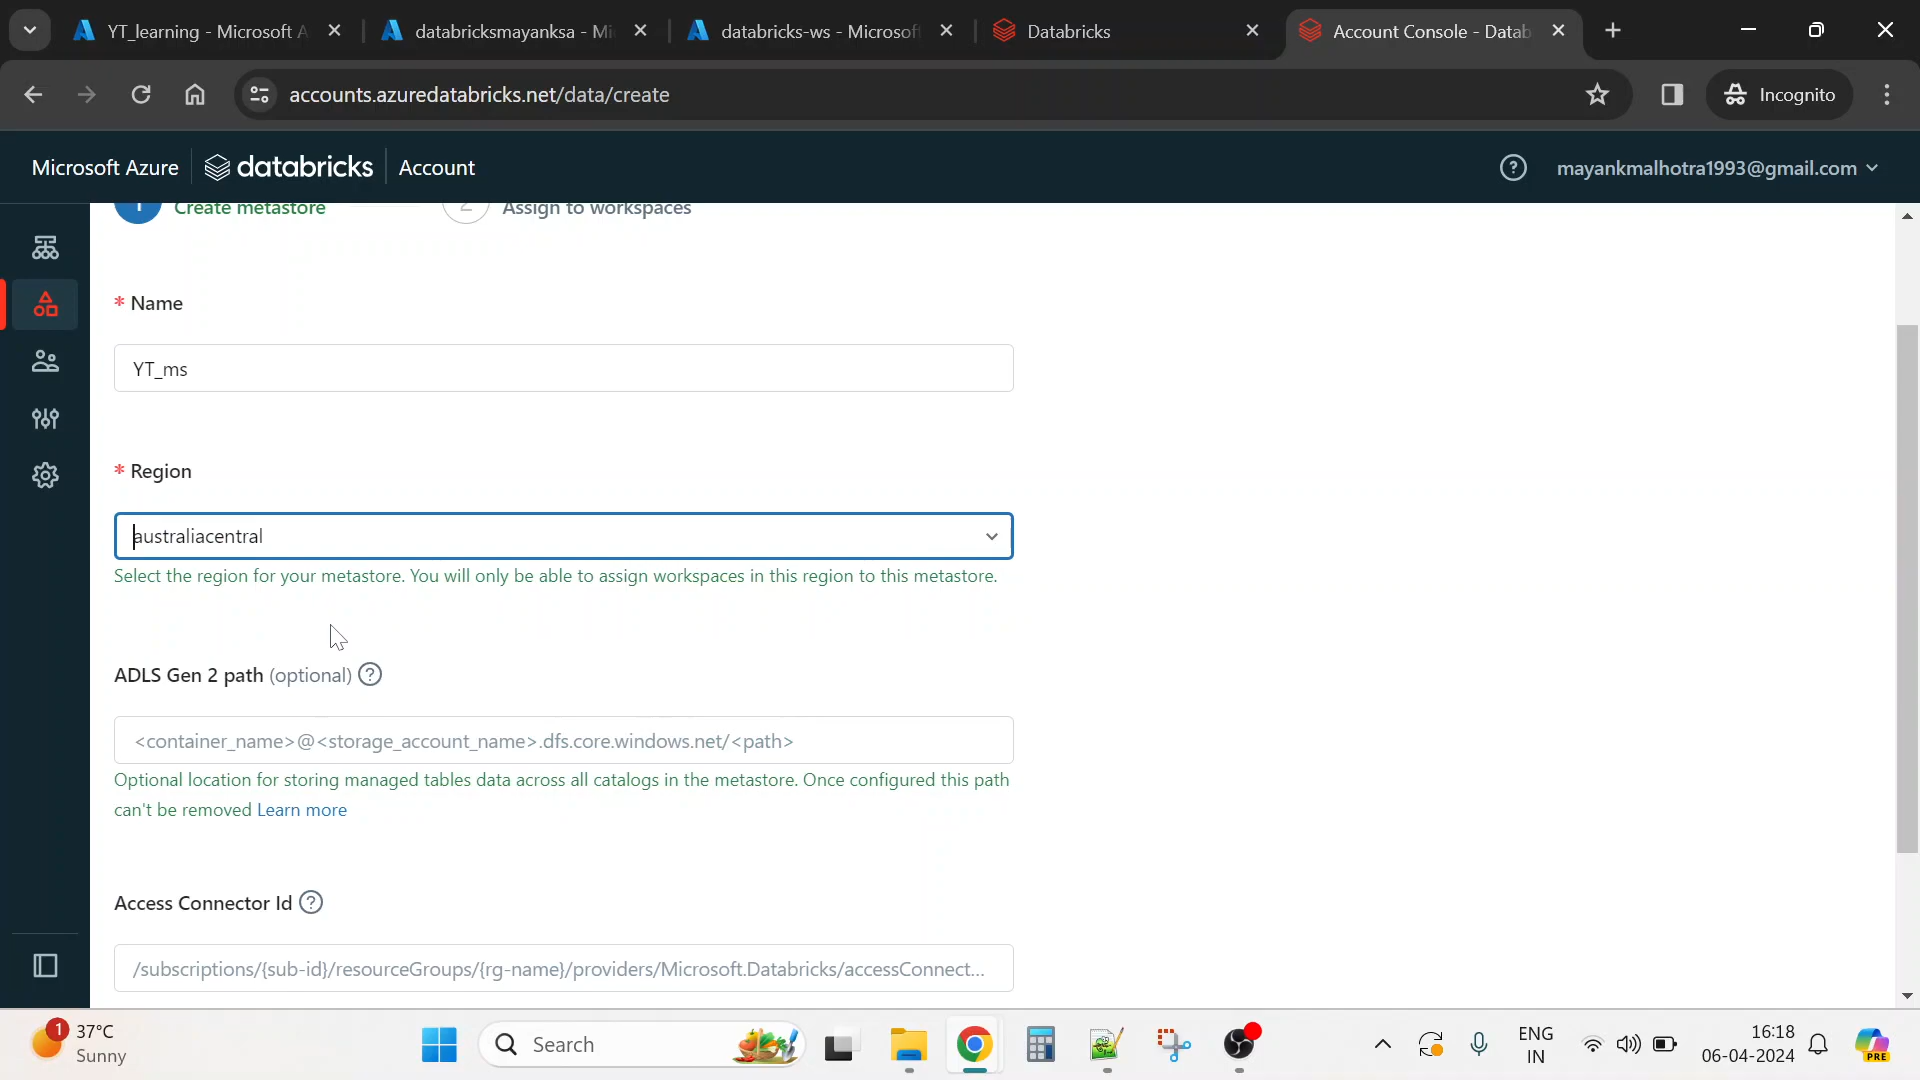 YT_learning - Microsoft A
databricksmayanksa - Mi
databricks-ws - Microsof
Databricks
Account Console - Datab
accounts.azuredatabricks.net/data/create
Incognito
Microsoft Azure
databricks
Account
mayankmalhotra1993@gmail.com
1 Create metastore
2 Assign to workspaces
* Name
YT_ms
* Region
australiacentral
Select the region for your metastore. You will only be able to assign workspaces in this region to this metastore.
ADLS Gen 2 path (optional) ?
<container_name>@<storage_account_name>.dfs.core.windows.net/<path>
Optional location for storing managed tables data across all catalogs in the metastore. Once configured this path
can't be removed Learn more
Access Connector Id ?
/subscriptions/{sub-id}/resourceGroups/{rg-name}/providers/Microsoft.Databricks/accessConnect...
1
37°C
Sunny
Search
ENG
IN
16:18
06-04-2024
PRE